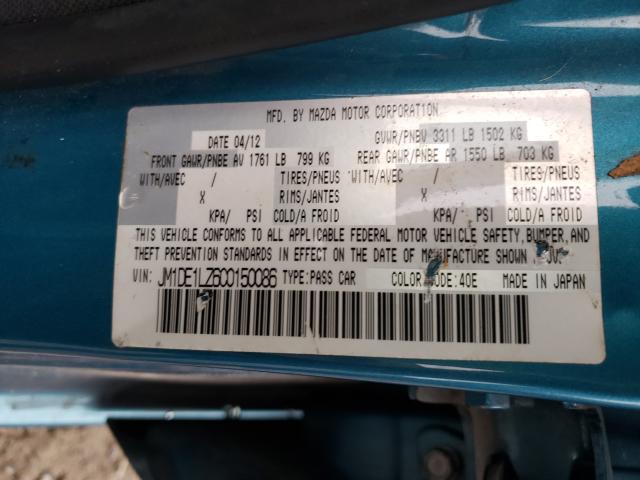 MFD. BY MAZDA MOTOR CORPORATION
DATE 04/12 GVWR/PNBV 3311 LB 1502 KG
FRONT GAWR/PNBE AV 1761 LB 799 KG REAR GAWR/PNBE AR 1550 LB 703 KG
WITH/AVEC / TIRES/PNEUS WITH/AVEC / TIRES/PNEUS
X RIMS/JANTES X RIMS/JANTES
KPA/ PSI COLD/A FROID KPA/ PSI COLD/A FROID
THIS VEHICLE CONFORMS TO ALL APPLICABLE FEDERAL MOTOR VEHICLE SAFETY, BUMPER, AND
THEFT PREVENTION STANDARDS IN EFFECT ON THE DATE OF MANUFACTURE SHOWN
VIN: JM1DE1LZ6C0150086 TYPE: PASS CAR COLOR CODE: 40E MADE IN JAPAN